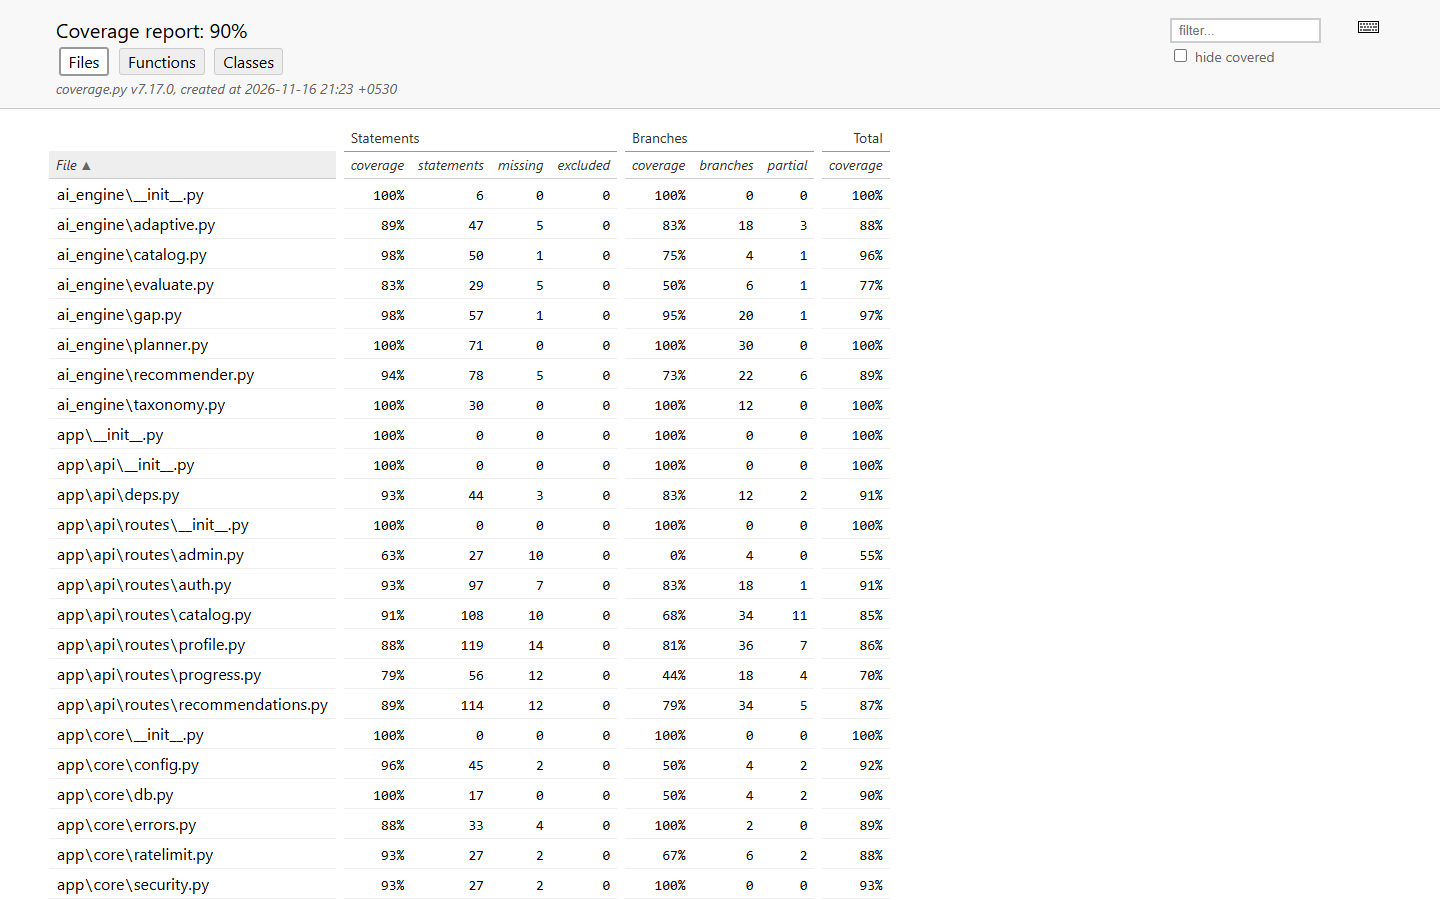 Coverage report: 90%
filter...
Files Functions Classes
hide covered
coverage.py v7.17.0, created at 2026-11-16 21:23 +0530
Statements Branches Total
File ▲ coverage statements missing excluded coverage branches partial coverage
ai_engine\__init__.py 100% 6 0 0 100% 0 0 100%
ai_engine\adaptive.py 89% 47 5 0 83% 18 3 88%
ai_engine\catalog.py 98% 50 1 0 75% 4 1 96%
ai_engine\evaluate.py 83% 29 5 0 50% 6 1 77%
ai_engine\gap.py 98% 57 1 0 95% 20 1 97%
ai_engine\planner.py 100% 71 0 0 100% 30 0 100%
ai_engine\recommender.py 94% 78 5 0 73% 22 6 89%
ai_engine\taxonomy.py 100% 30 0 0 100% 12 0 100%
app\__init__.py 100% 0 0 0 100% 0 0 100%
app\api\__init__.py 100% 0 0 0 100% 0 0 100%
app\api\deps.py 93% 44 3 0 83% 12 2 91%
app\api\routes\__init__.py 100% 0 0 0 100% 0 0 100%
app\api\routes\admin.py 63% 27 10 0 0% 4 0 55%
app\api\routes\auth.py 93% 97 7 0 83% 18 1 91%
app\api\routes\catalog.py 91% 108 10 0 68% 34 11 85%
app\api\routes\profile.py 88% 119 14 0 81% 36 7 86%
app\api\routes\progress.py 79% 56 12 0 44% 18 4 70%
app\api\routes\recommendations.py 89% 114 12 0 79% 34 5 87%
app\core\__init__.py 100% 0 0 0 100% 0 0 100%
app\core\config.py 96% 45 2 0 50% 4 2 92%
app\core\db.py 100% 17 0 0 50% 4 2 90%
app\core\errors.py 88% 33 4 0 100% 2 0 89%
app\core\ratelimit.py 93% 27 2 0 67% 6 2 88%
app\core\security.py 93% 27 2 0 100% 0 0 93%